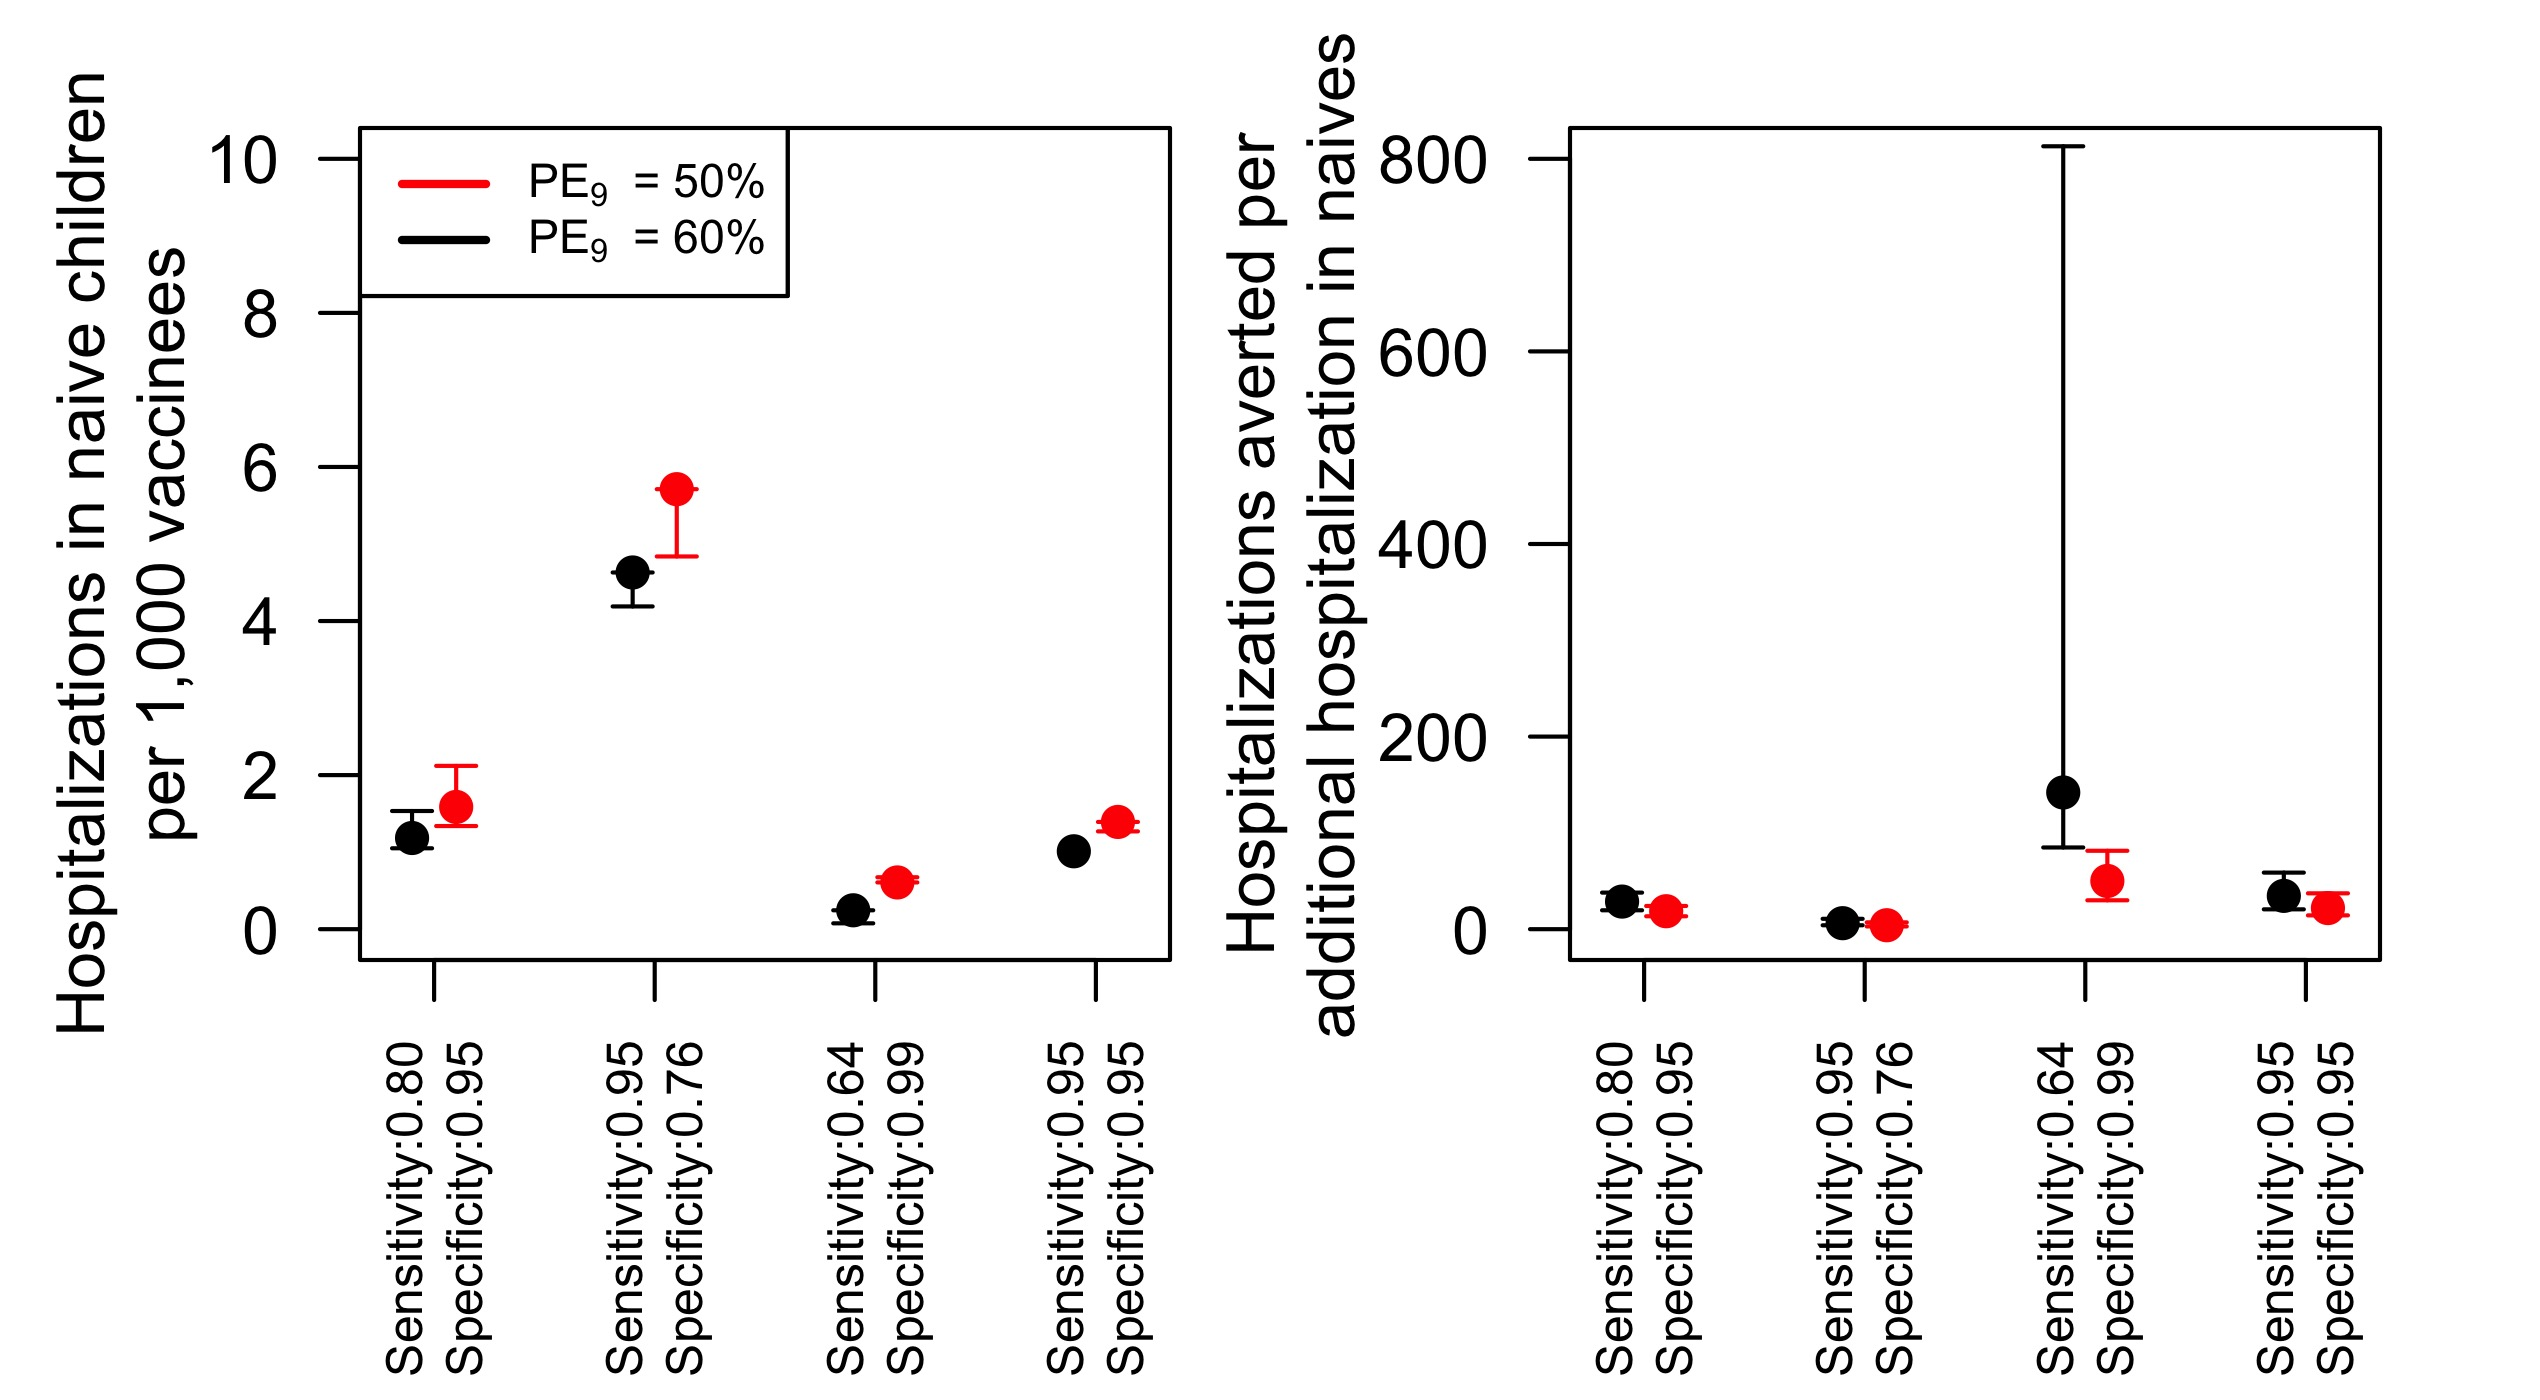 Hospitalizations in naive children
per 1,000 vaccinees
10
8
6
4
2
0
PE9 = 50%
PE9 = 60%
Sensitivity:0.80
Specificity:0.95
Sensitivity:0.95
Specificity:0.76
Sensitivity:0.64
Specificity:0.99
Sensitivity:0.95
Specificity:0.95
Hospitalizations averted per
additional hospitalization in naives
800
600
400
200
0
Sensitivity:0.80
Specificity:0.95
Sensitivity:0.95
Specificity:0.76
Sensitivity:0.64
Specificity:0.99
Sensitivity:0.95
Specificity:0.95